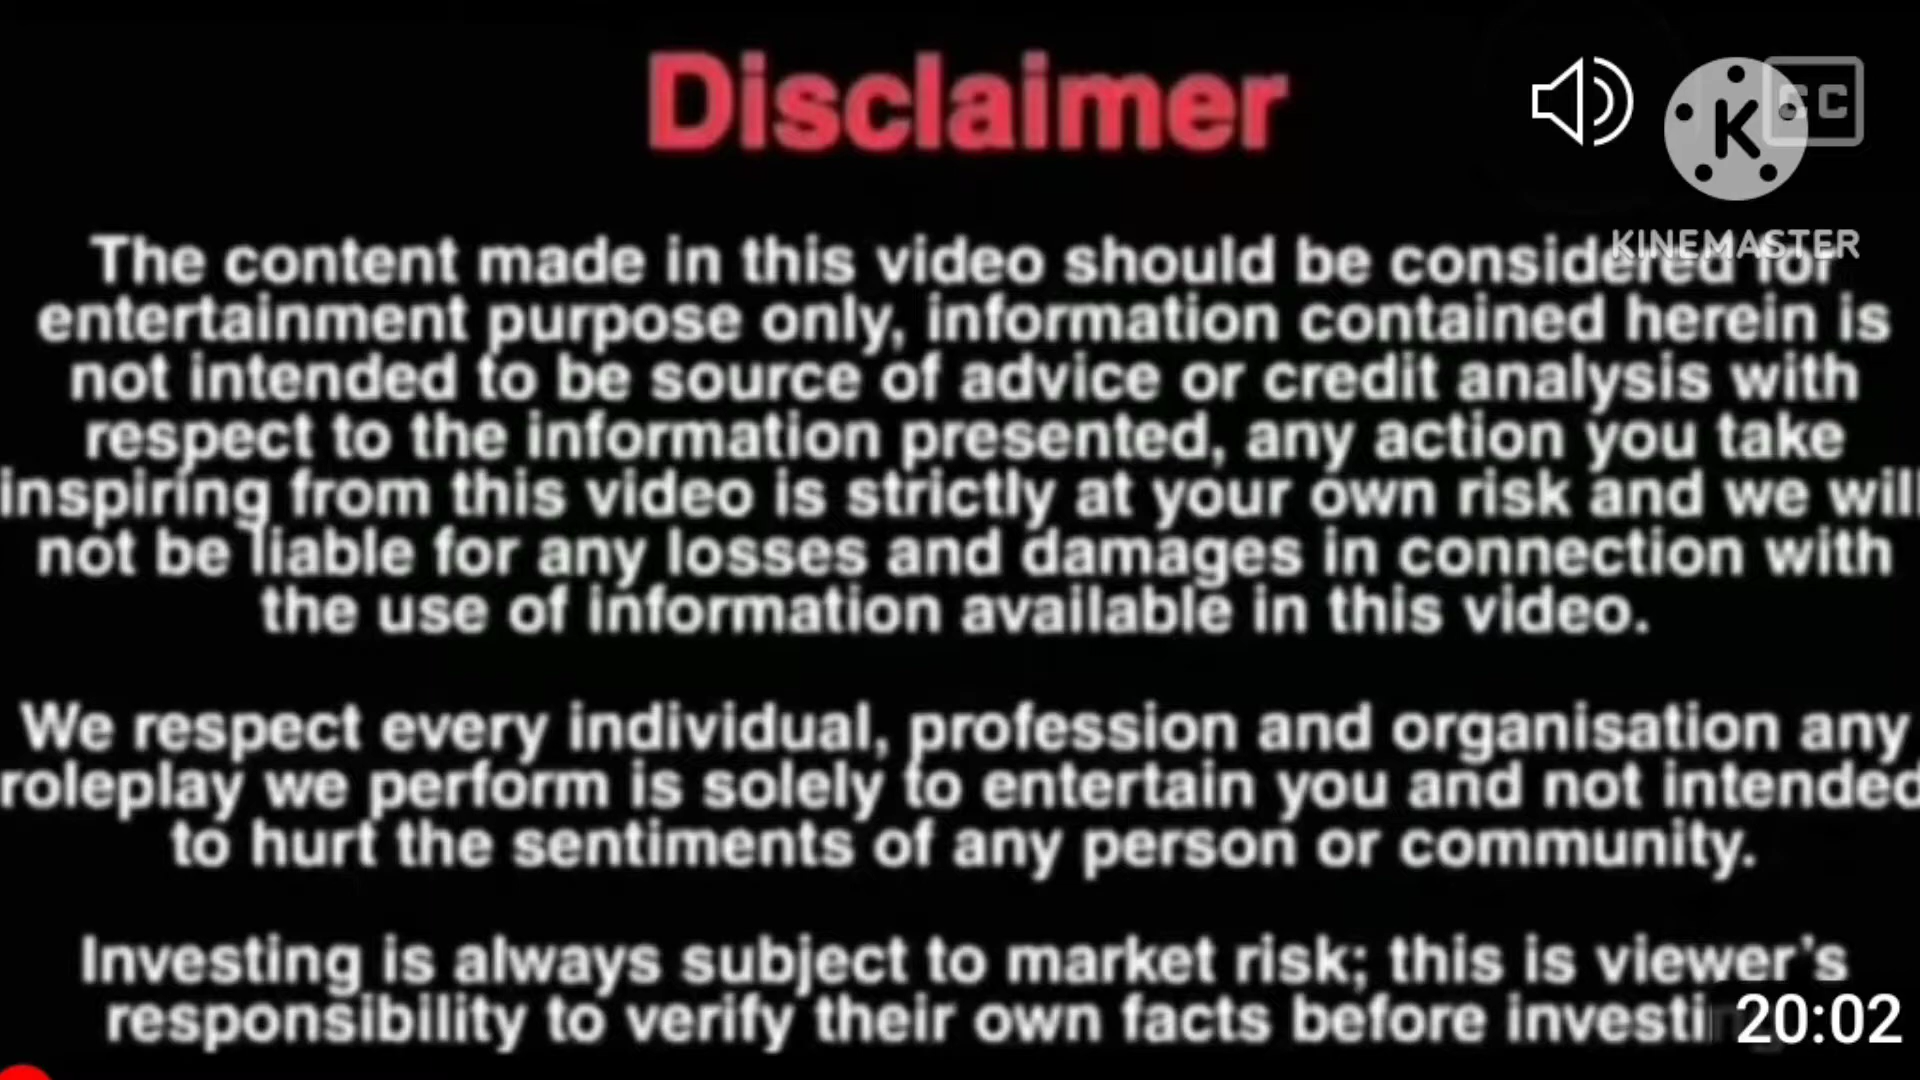 Disclaimer
CC
K
KINEMASTER
The content made in this video should be considered for
entertainment purpose only, information contained herein is
not intended to be source of advice or credit analysis with
respect to the information presented, any action you take
inspiring from this video is strictly at your own risk and we will
not be liable for any losses and damages in connection with
the use of information available in this video.
We respect every individual, profession and organisation any
roleplay we perform is solely to entertain you and not intended
to hurt the sentiments of any person or community.
Investing is always subject to market risk; this is viewer's
responsibility to verify their own facts before investi
20:02